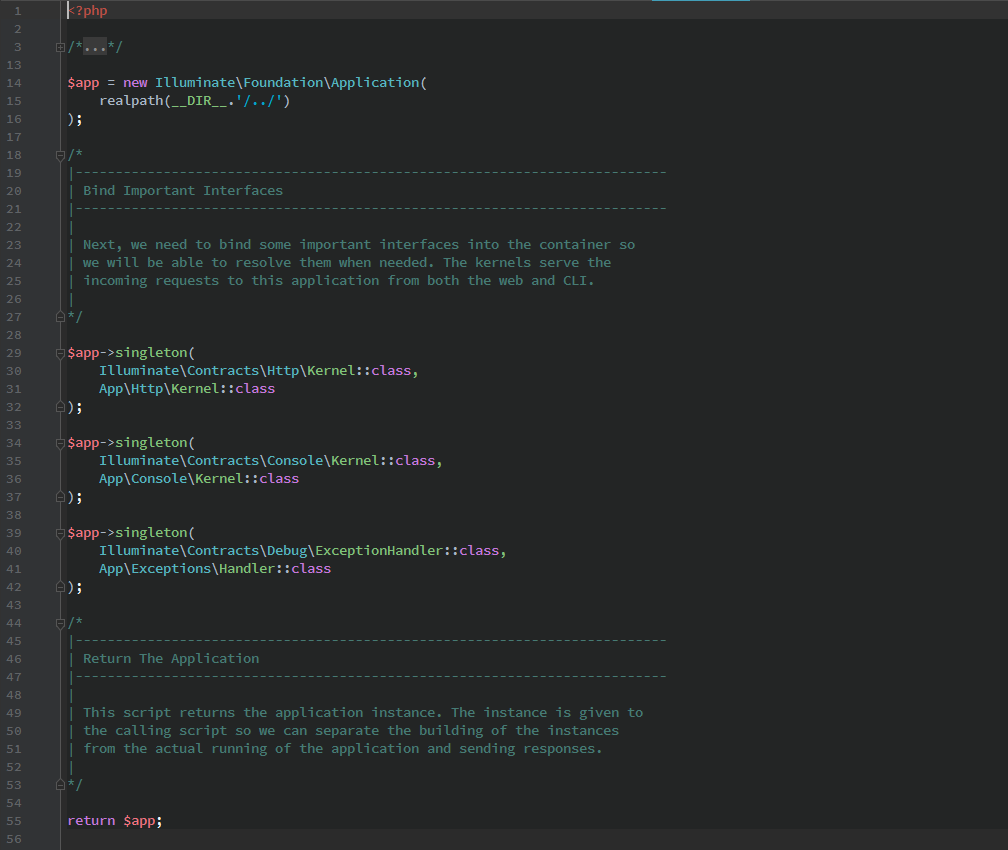 1 <?php
2
3 /*...*/
13
14 $app = new Illuminate\Foundation\Application(
15     realpath(__DIR__.'/../')
16 );
17
18 /*
19 |--------------------------------------------------------------------------
20 | Bind Important Interfaces
21 |--------------------------------------------------------------------------
22 |
23 | Next, we need to bind some important interfaces into the container so
24 | we will be able to resolve them when needed. The kernels serve the
25 | incoming requests to this application from both the web and CLI.
26 |
27 */
28
29 $app->singleton(
30     Illuminate\Contracts\Http\Kernel::class,
31     App\Http\Kernel::class
32 );
33
34 $app->singleton(
35     Illuminate\Contracts\Console\Kernel::class,
36     App\Console\Kernel::class
37 );
38
39 $app->singleton(
40     Illuminate\Contracts\Debug\ExceptionHandler::class,
41     App\Exceptions\Handler::class
42 );
43
44 /*
45 |--------------------------------------------------------------------------
46 | Return The Application
47 |--------------------------------------------------------------------------
48 |
49 | This script returns the application instance. The instance is given to
50 | the calling script so we can separate the building of the instances
51 | from the actual running of the application and sending responses.
52 |
53 */
54
55 return $app;
56